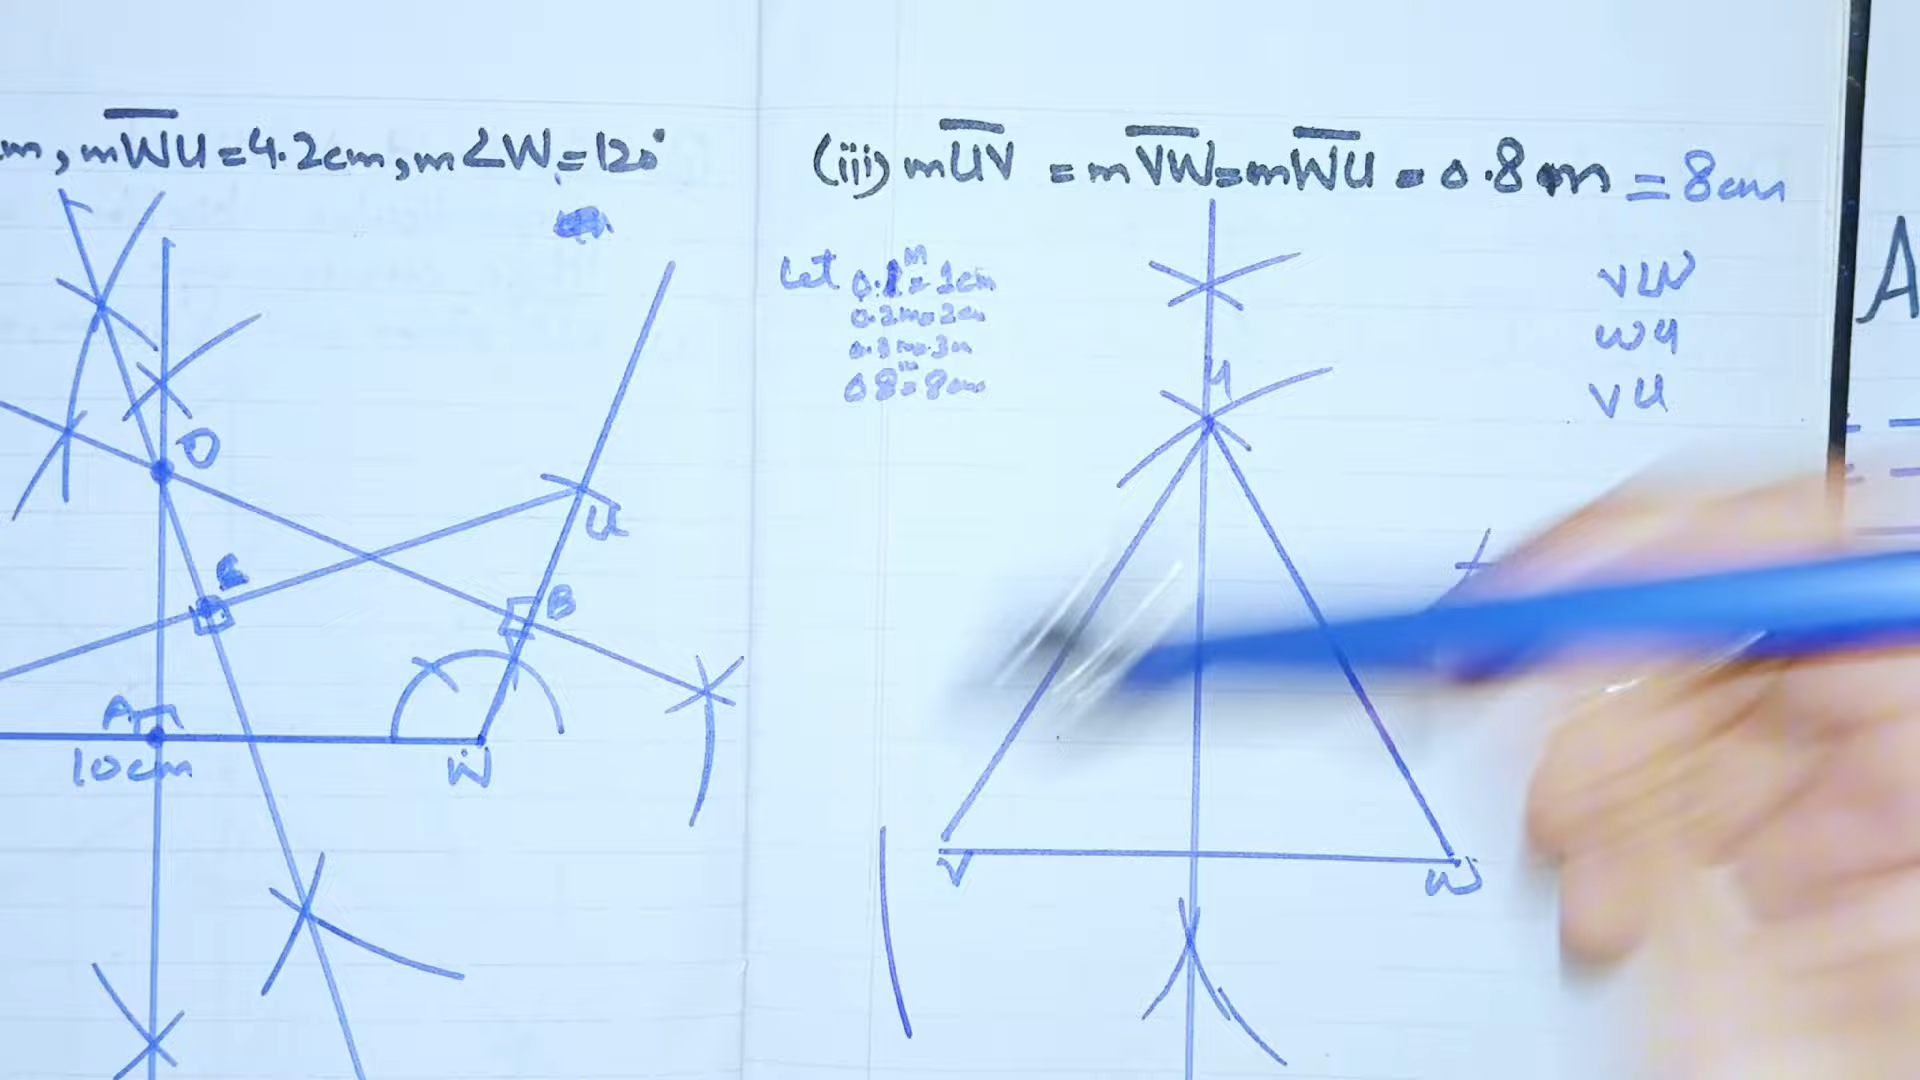 m, mWU=4.2cm, m∠W=120°
O
U
C
B
A
10cm
W
(iii) mUV = mVW=mWU=0.8m = 8cm
Let 0.1m=1cm
0.2m=2cm
0.3m=3m
0.8m=8cm
VW
WU
VU
U
V
W
A